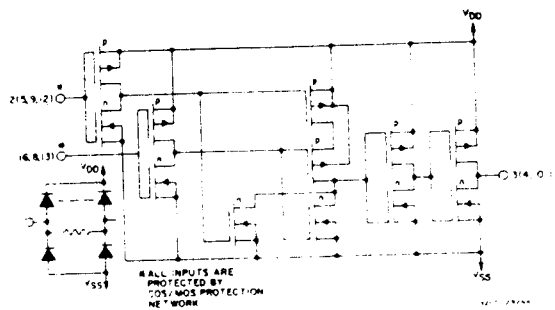 VDD
p
2(5,9,12)
n
p
p
(6,8,13)
p
p
p
n
VDD
n
n
n
n
3(4,10,
VSS
VSS
*ALL INPUTS ARE
PROTECTED BY
COS/MOS PROTECTION
NETWORK